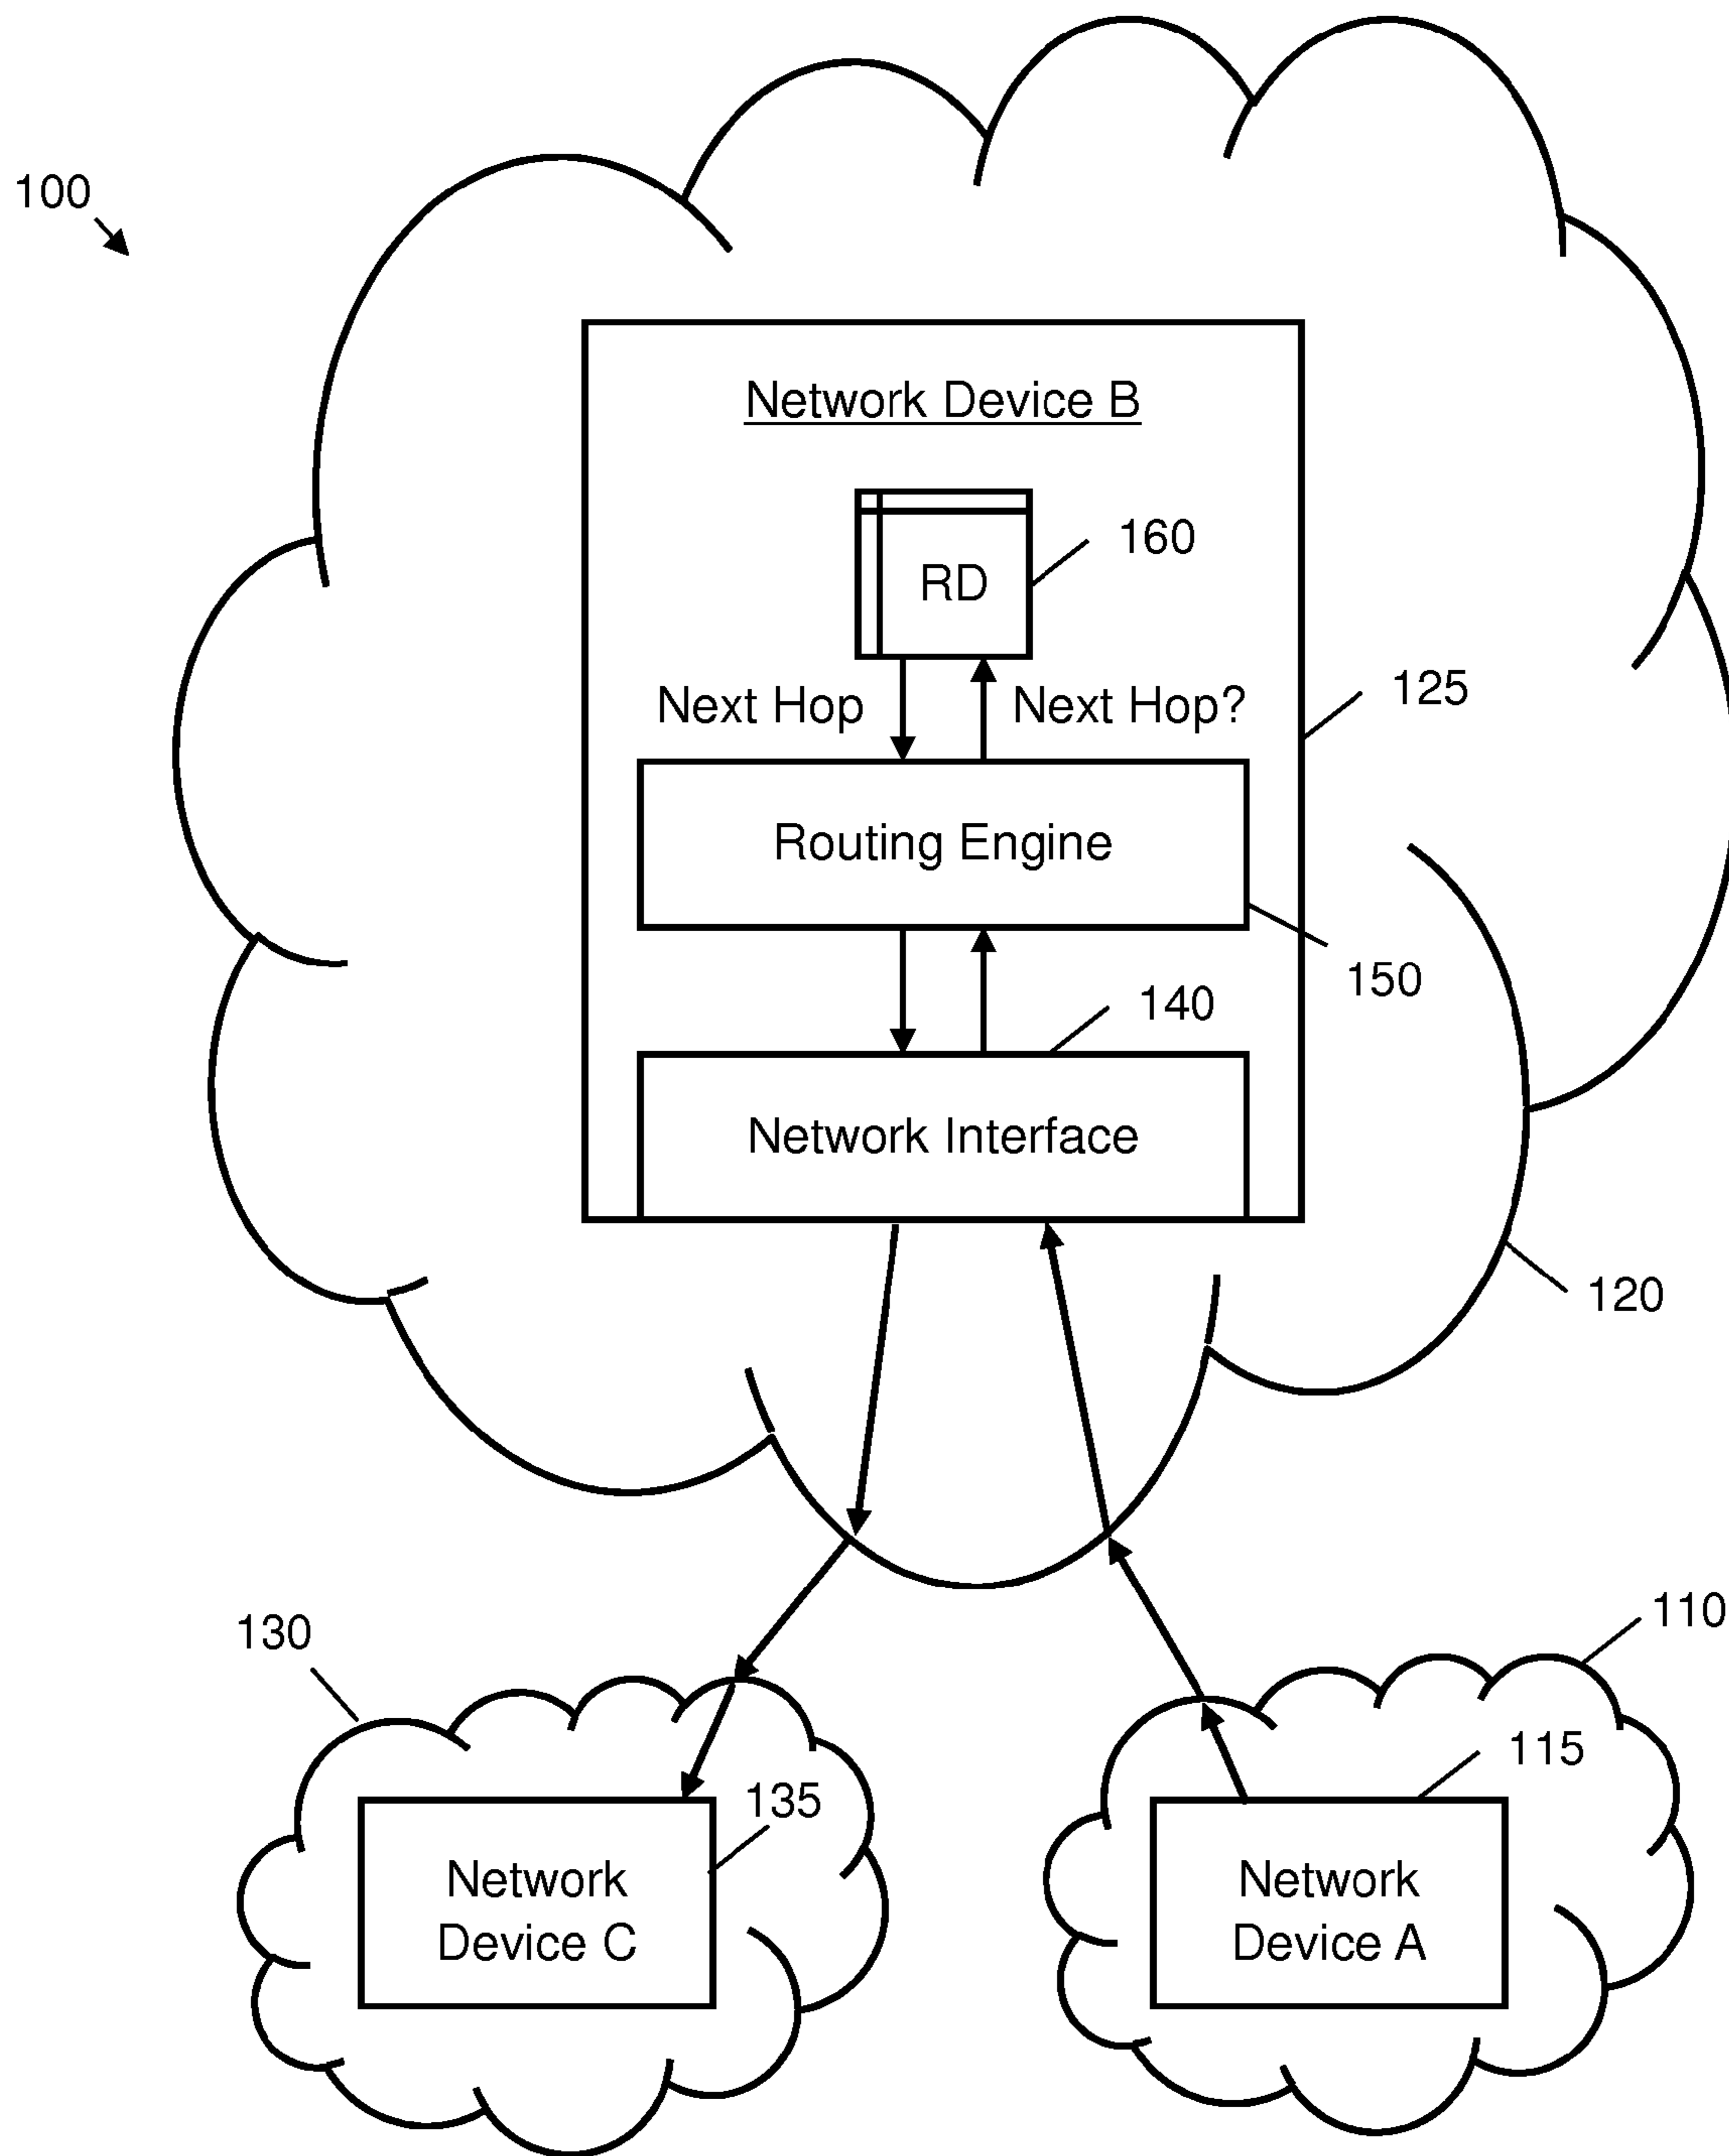 100
Network Device B
160
RD
Next Hop
Next Hop?
125
Routing Engine
150
140
Network Interface
120
130
110
115
135
Network
Device C
Network
Device A